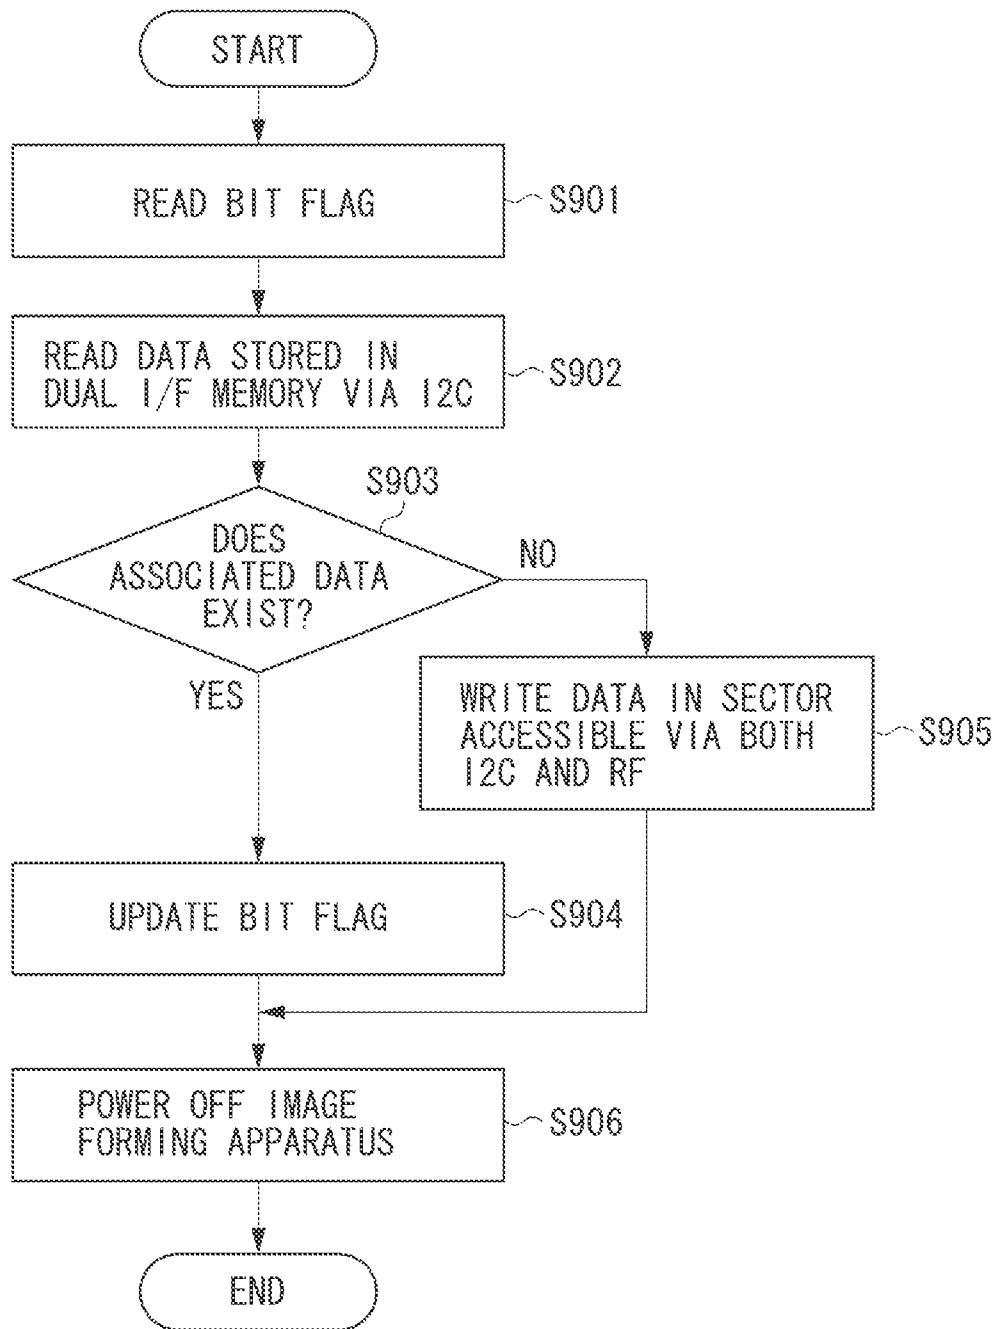 START
READ BIT FLAG
S901
READ DATA STORED IN
DUAL I/F MEMORY VIA I2C
S902
S903
DOES
ASSOCIATED DATA
EXIST?
NO
YES
WRITE DATA IN SECTOR
ACCESSIBLE VIA BOTH
I2C AND RF
S905
UPDATE BIT FLAG
S904
POWER OFF IMAGE
FORMING APPARATUS
S906
END